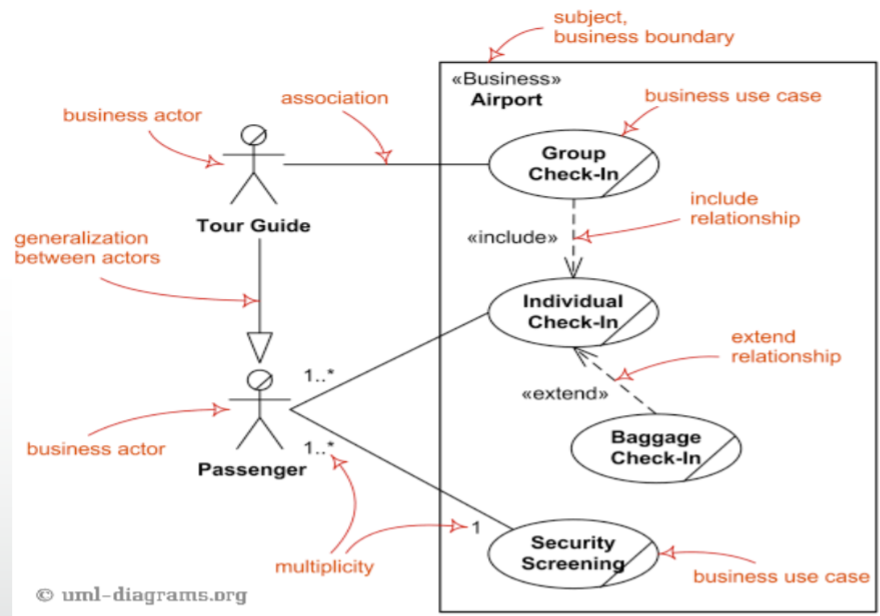 subject,
business boundary
«Business»
Airport
business use case
association
business actor
Group
Check-In
Tour Guide
include
relationship
«include»
generalization
between actors
Individual
Check-In
extend
relationship
1..*
«extend»
business actor
1..*
Passenger
Baggage
Check-In
1
multiplicity
Security
Screening
business use case
© uml-diagrams.org